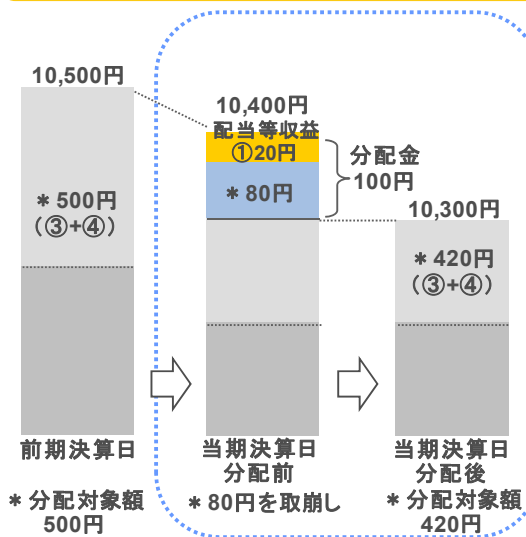 10,500円
＊500円
（③+④）
前期決算日
＊分配対象額
500円
10,400円
配当等収益
①20円
＊80円
分配金
100円
当期決算日
分配前
＊80円を取崩し
10,300円
＊420円
（③+④）
当期決算日
分配後
＊分配対象額
420円